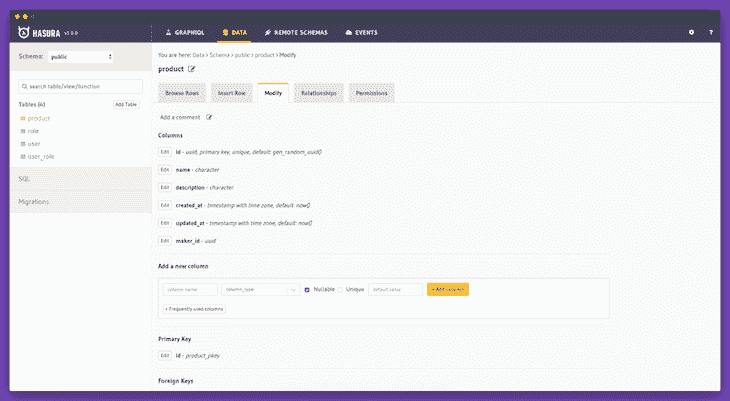 HASURA v1.0.0
GRAPHIQL
DATA
REMOTE SCHEMAS
EVENTS
?
Schema: public
You are here: Data > Schema > public > product > Modify
product
search table/view/function
Browse Rows
Insert Row
Modify
Relationships
Permissions
Tables (4)
Add Table
product
role
user
user_role
SQL
Migrations
Add a comment
Columns
Edit id - uuid, primary key, unique, default: gen_random_uuid()
Edit name - character
Edit description - character
Edit created_at - timestamp with time zone, default: now()
Edit updated_at - timestamp with time zone, default: now()
Edit maker_id - uuid
Add a new column
column name column_type Nullable Unique default value
+ Frequently used columns
Primary Key
Edit id - product_pkey
Foreign Keys